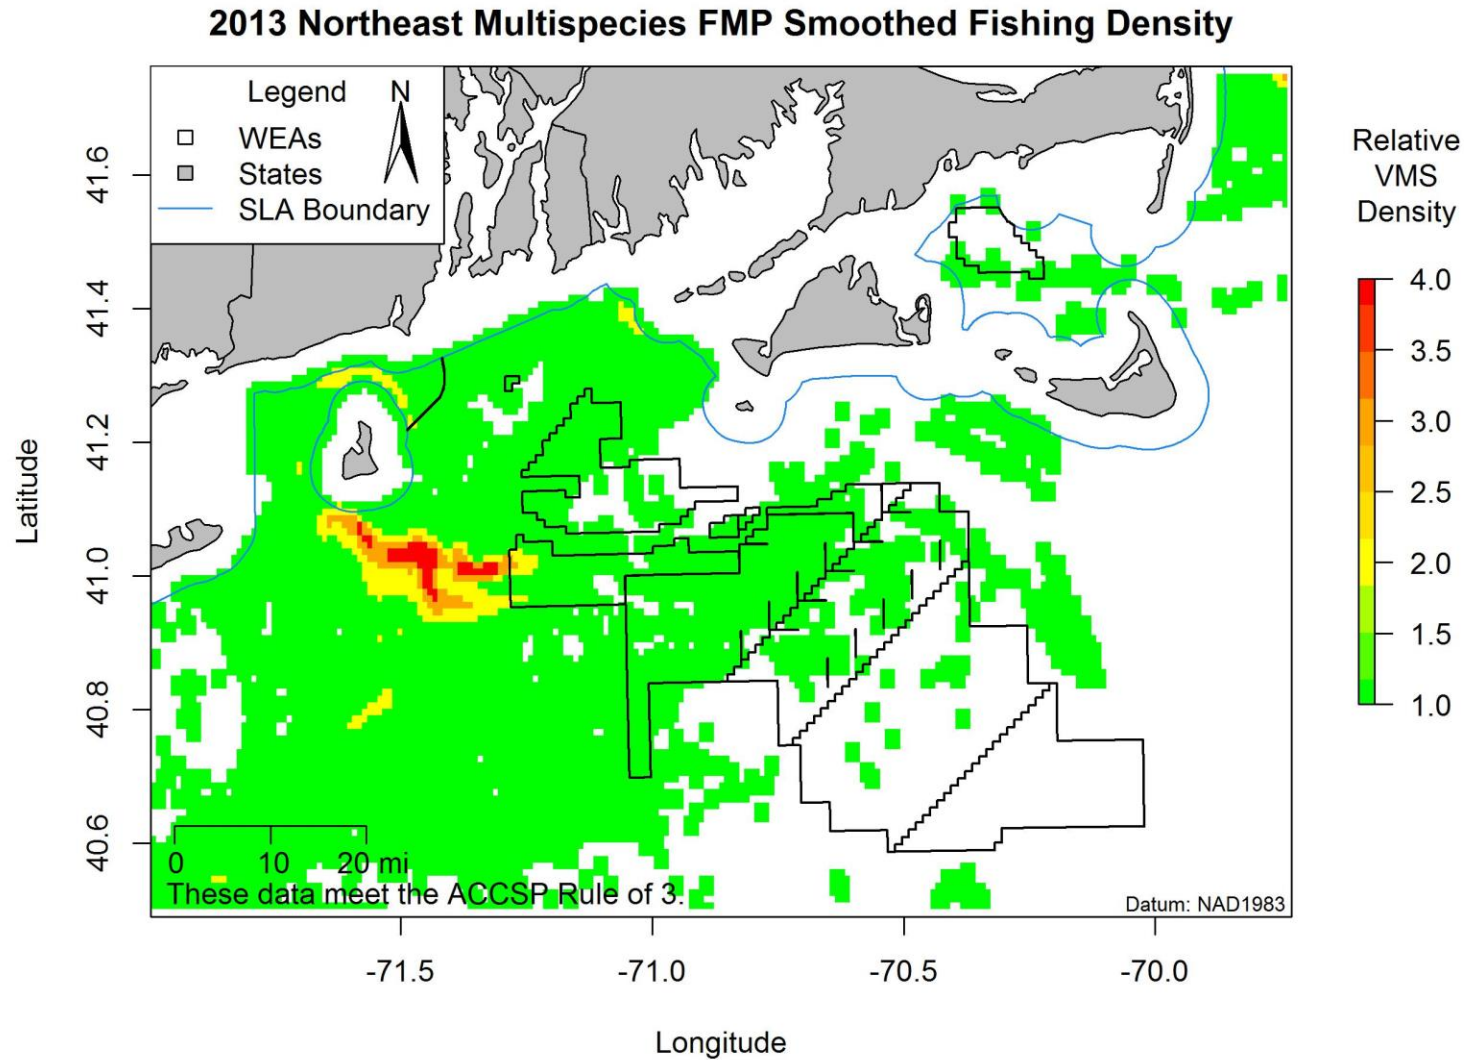 2013 Northeast Multispecies FMP Smoothed Fishing Density
Legend
N
WEAs
States
SLA Boundary
Relative
VMS
Density
4.0
3.5
3.0
2.5
2.0
1.5
1.0
Latitude
41.6
41.4
41.2
41.0
40.8
40.6
0 10 20 mi
These data meet the ACCSP Rule of 3.
Datum: NAD1983
-71.5 -71.0 -70.5 -70.0
Longitude